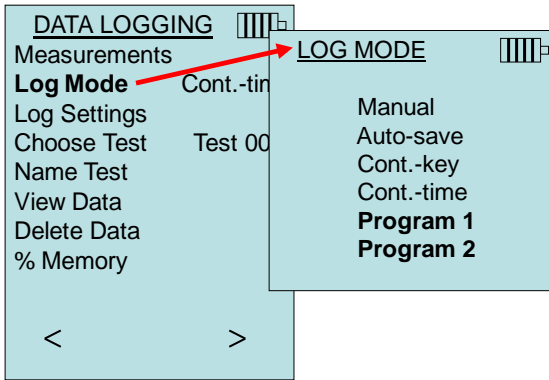 DATA LOGGING
Measurements
Log Mode Cont.-tim
Log Settings
Choose Test Test 00
Name Test
View Data
Delete Data
% Memory
< >
LOG MODE
Manual
Auto-save
Cont.-key
Cont.-time
Program 1
Program 2